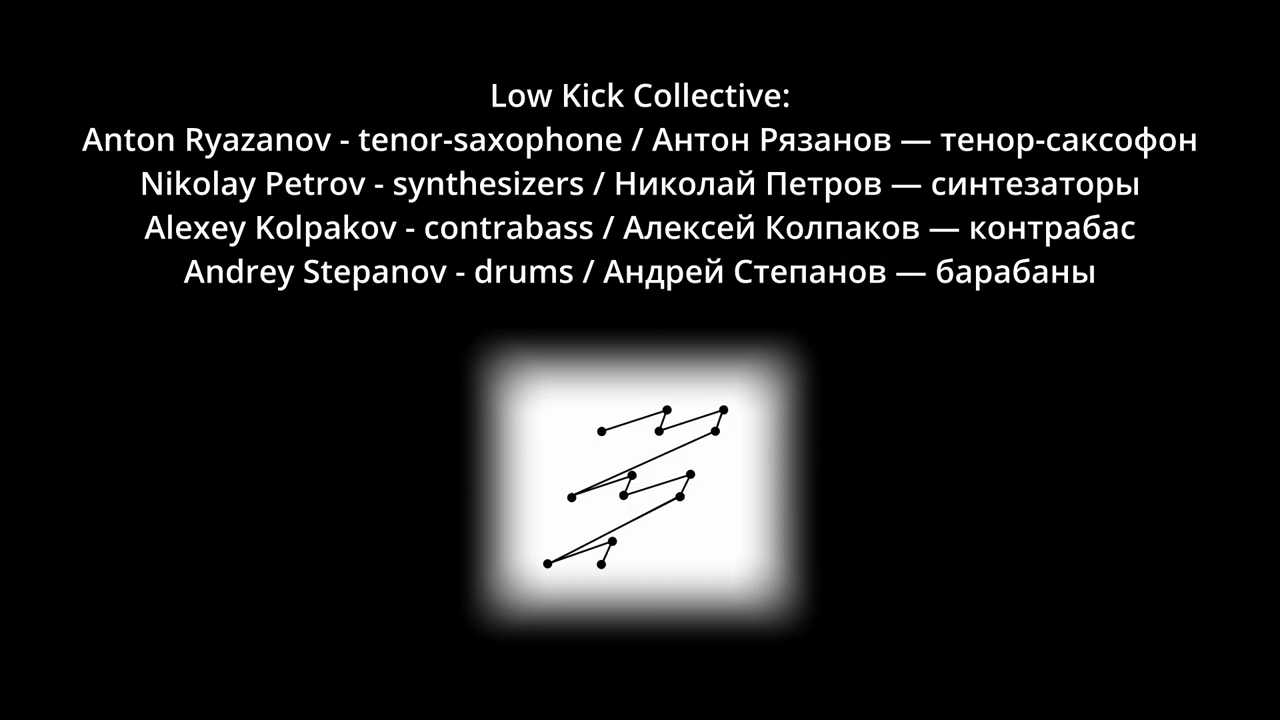 Low Kick Collective:
Anton Ryazanov - tenor-saxophone / Антон Рязанов — тенор-саксофон
Nikolay Petrov - synthesizers / Николай Петров — синтезаторы
Alexey Kolpakov - contrabass / Алексей Колпаков — контрабас
Andrey Stepanov - drums / Андрей Степанов — барабаны